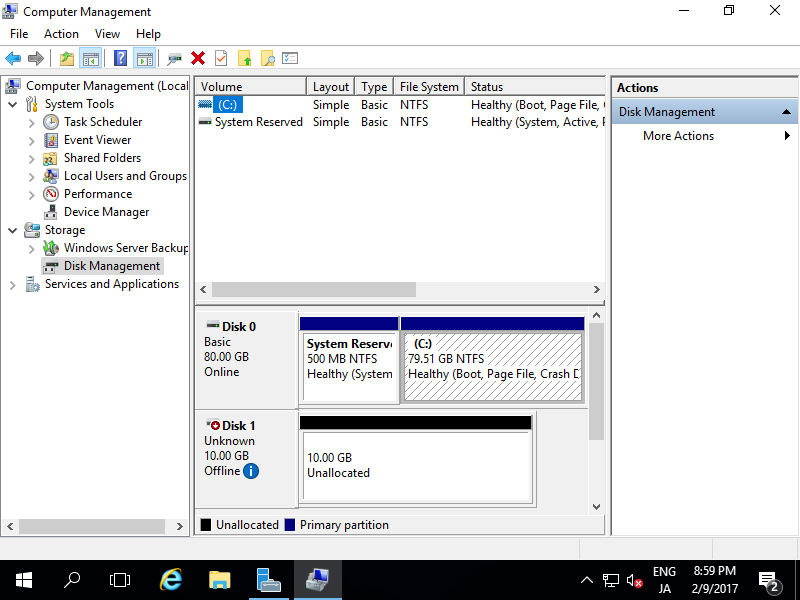 Computer Management
File Action View Help
Computer Management (Local
System Tools
Task Scheduler
Event Viewer
Shared Folders
Local Users and Groups
Performance
Device Manager
Storage
Windows Server Backup
Disk Management
Services and Applications
Volume Layout Type File System Status
(C:) Simple Basic NTFS Healthy (Boot, Page File,
System Reserved Simple Basic NTFS Healthy (System, Active,
Disk 0
Basic
80.00 GB
Online
System Reserv
500 MB NTFS
Healthy (System
(C:)
79.51 GB NTFS
Healthy (Boot, Page File, Crash D
Disk 1
Unknown
10.00 GB
Offline
10.00 GB
Unallocated
Unallocated Primary partition
Actions
Disk Management
More Actions
ENG
JA
8:59 PM
2/9/2017
2